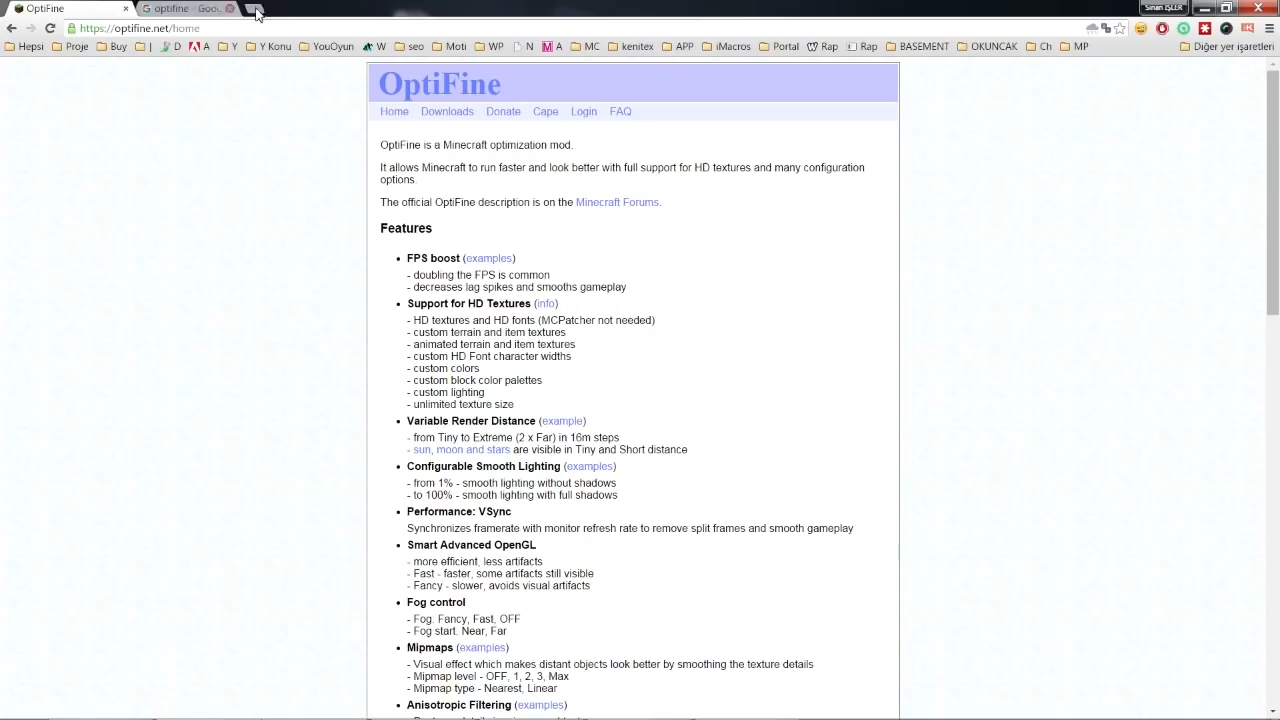 OptiFine
optifine - Goo
Sinan İŞLER
https://optifine.net/home
Hepsi Proje Buy | D A Y Y Konu YouOyun W seo Moti WP N A MC kenitex APP iMacros Portal Rap Rap BASEMENT OKUNCAK Ch MP Diğer yer işaretleri
OptiFine
Home Downloads Donate Cape Login FAQ
OptiFine is a Minecraft optimization mod.
It allows Minecraft to run faster and look better with full support for HD textures and many configuration
options.
The official OptiFine description is on the Minecraft Forums.
Features
• FPS boost (examples)
- doubling the FPS is common
- decreases lag spikes and smooths gameplay
• Support for HD Textures (info)
- HD textures and HD fonts (MCPatcher not needed)
- custom terrain and item textures
- animated terrain and item textures
- custom HD Font character widths
- custom colors
- custom block color palettes
- custom lighting
- unlimited texture size
• Variable Render Distance (example)
- from Tiny to Extreme (2 x Far) in 16m steps
- sun, moon and stars are visible in Tiny and Short distance
• Configurable Smooth Lighting (examples)
- from 1% - smooth lighting without shadows
- to 100% - smooth lighting with full shadows
• Performance: VSync
Synchronizes framerate with monitor refresh rate to remove split frames and smooth gameplay
• Smart Advanced OpenGL
- more efficient, less artifacts
- Fast - faster, some artifacts still visible
- Fancy - slower, avoids visual artifacts
• Fog control
- Fog. Fancy, Fast, OFF
- Fog start. Near, Far
• Mipmaps (examples)
- Visual effect which makes distant objects look better by smoothing the texture details
- Mipmap level - OFF, 1, 2, 3, Max
- Mipmap type - Nearest, Linear
• Anisotropic Filtering (examples)